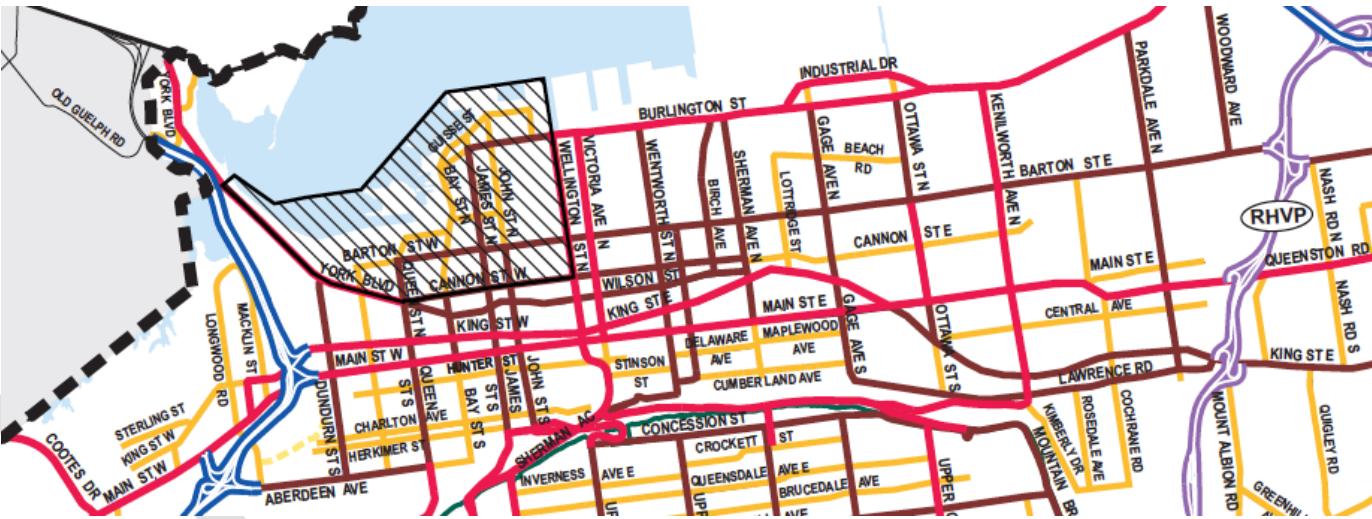 OLD GUELPH RD
YORK BLVD
GUISE ST
BAY ST N
JAMES ST N
JOHN ST N
BARTON ST W
YORK BLVD
CANNON ST W
QUEEN ST N
WELLINGTON ST N
VICTORIA AVE N
WENTWORTH ST N
BIRCH AVE
SHERMAN AVE N
BURLINGTON ST
INDUSTRIAL DR
LOTTRIDGE ST
GAGE AVE N
BEACH RD
OTTAWA ST N
KENILWORTH AVE N
PARKDALE AVE N
WOODWARD AVE
BARTON ST E
CANNON ST E
RHVP
NASH RD N
QUEENSTON RD
MAIN ST E
WILSON ST
KING ST E
MAIN ST E
KING ST W
MAIN ST W
HUNTER ST
STINSON ST
DELAWARE AVE
MAPLEWOOD AVE
CUMBERLAND AVE
GAGE AVE S
OTTAWA ST S
CENTRAL AVE
LAWRENCE RD
KING ST E
NASH RD S
LONGWOOD RD
MACKLIN ST
STERLING ST
KING ST W
MAIN ST W
COOTES DR
DUNDURN ST S
CHARLTON AVE
HERKIMER ST
ABERDEEN AVE
QUEEN ST S
BAY ST S
JAMES ST S
JOHN ST S
SHERMAN AC
CONCESSION ST
CROCKETT ST
INVERNESS AVE E
QUEENSDALE AVE E
BRUCEDALE AVE
AVE E
UPPER
KIMBERLY DR
ROSEDALE AVE
COCHRANE RD
MOUNTAIN BR
MOUNT ALBION RD
QUIGLEY RD
GREENHIL